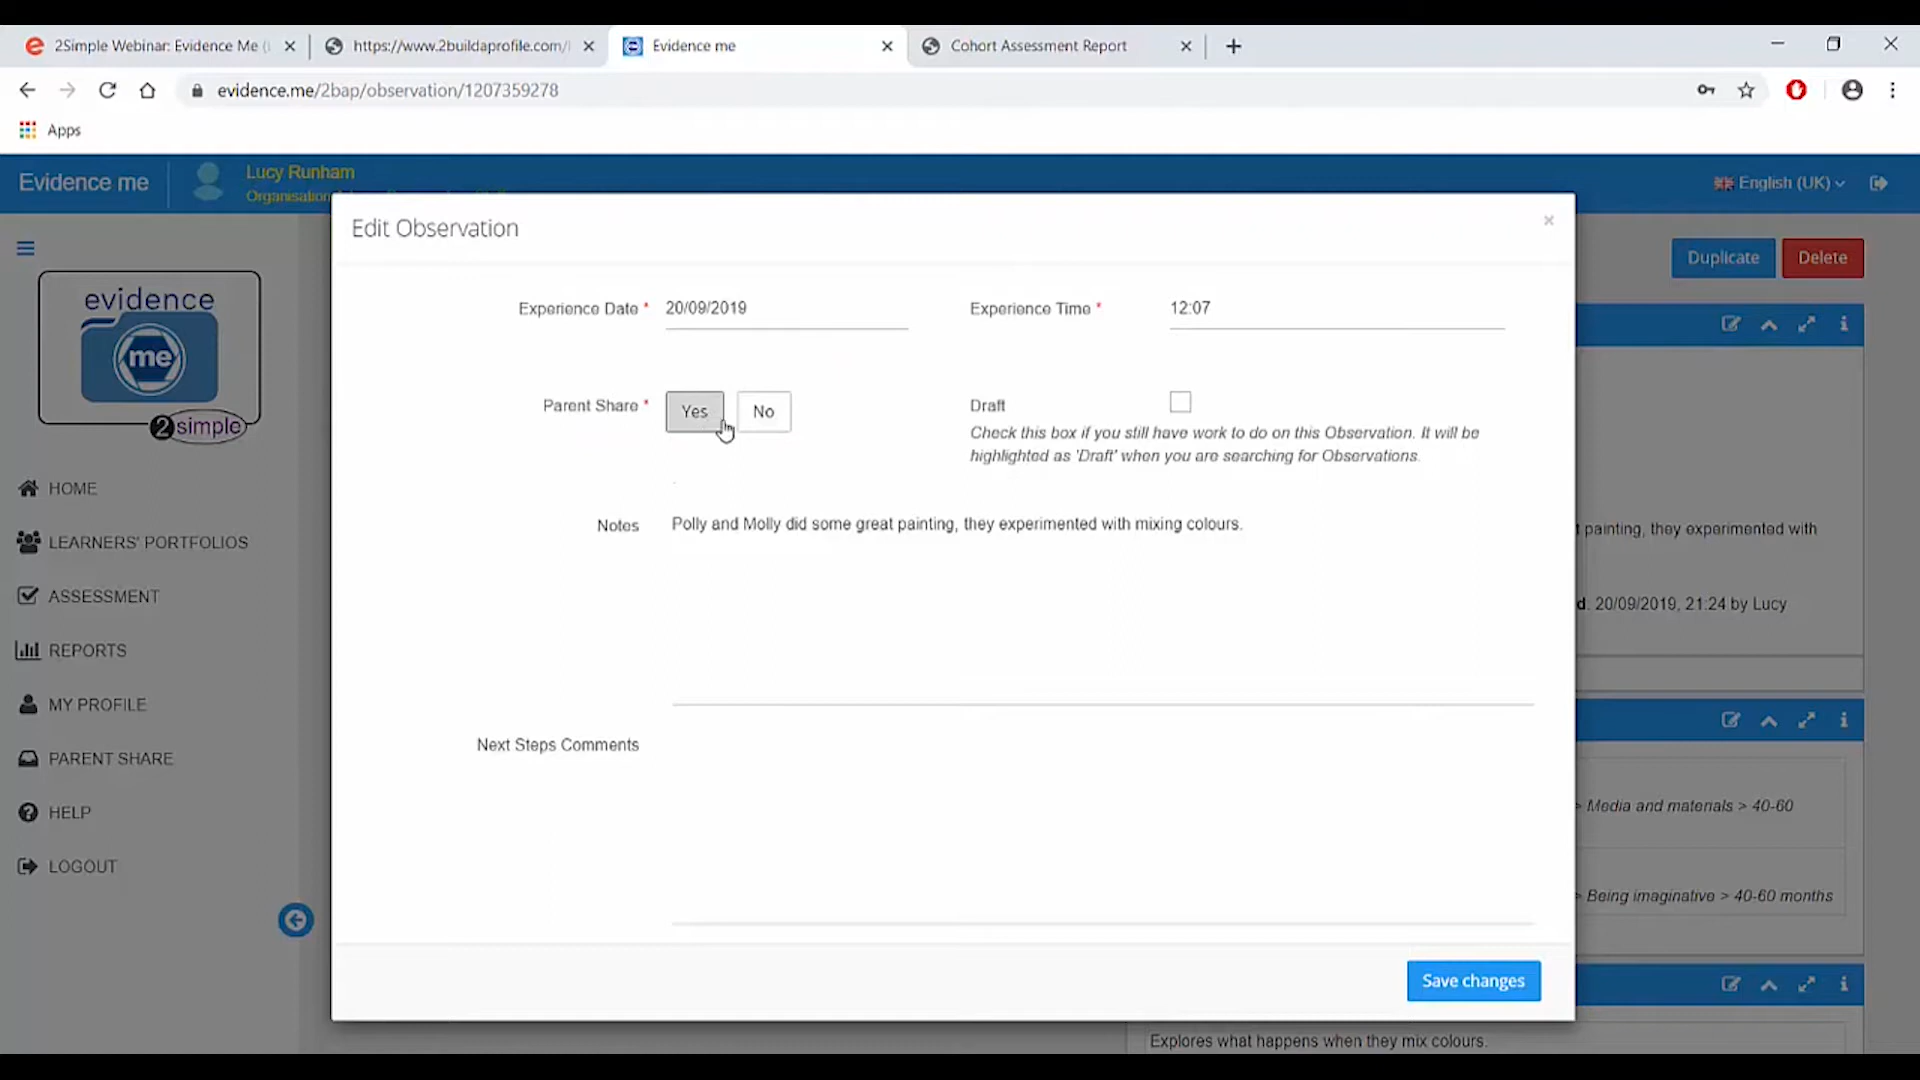 2Simple Webinar: Evidence Me (
https://www.2buildaprofile.com/
Evidence me
Cohort Assessment Report
evidence.me/2bap/observation/1207359278
Apps
Evidence me
Lucy Runham
Organisation
English (UK)
Edit Observation
Duplicate
Delete
evidence
me
2simple
Experience Date * 20/09/2019
Experience Time * 12:07
Parent Share * Yes No
Draft
Check this box if you still have work to do on this Observation. It will be
highlighted as 'Draft' when you are searching for Observations.
Notes
Polly and Molly did some great painting, they experimented with mixing colours.
painting, they experimented with
d: 20/09/2019, 21:24 by Lucy
Next Steps Comments
> Media and materials > 40-60
> Being imaginative > 40-60 months
HOME
LEARNERS' PORTFOLIOS
ASSESSMENT
REPORTS
MY PROFILE
PARENT SHARE
HELP
LOGOUT
Save changes
Explores what happens when they mix colours.